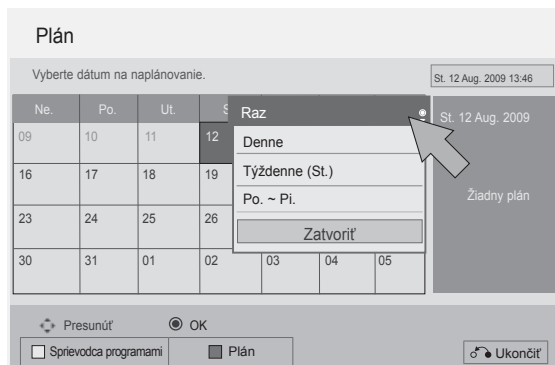 Plán
Vyberte dátum na naplánovanie.
St. 12 Aug. 2009 13:46
Ne. Po. Ut. S
09 10 11 12
16 17 18 19
23 24 25 26
30 31 01 02 03 04 05
Raz
Denne
Týždenne (St.)
Po. ~ Pi.
Zatvoriť
St. 12 Aug. 2009
Žiadny plán
Presunúť OK
Sprievodca programami Plán
Ukončiť